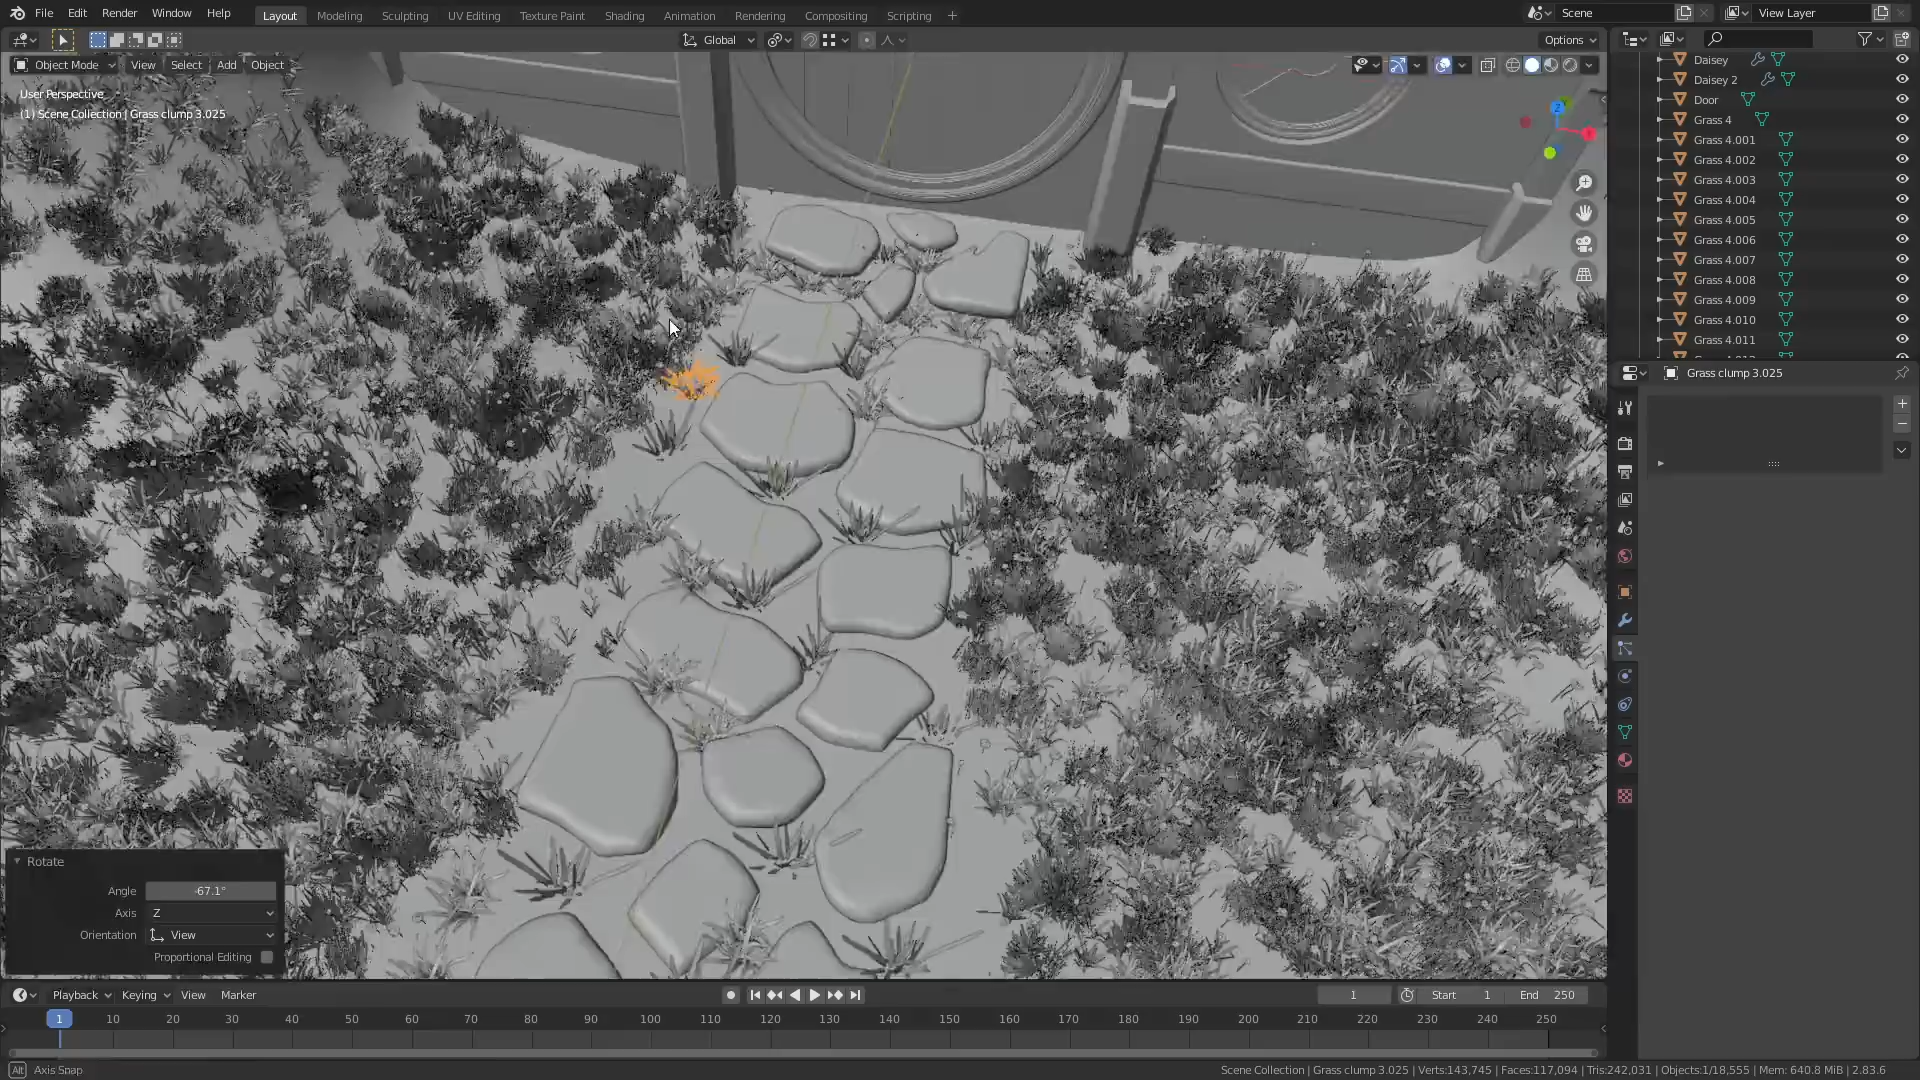 File Edit Render Window Help
Layout Modeling Sculpting UV Editing Texture Paint Shading Animation Rendering Compositing Scripting
Scene
View Layer
Global
Options
Object Mode View Select Add Object
User Perspective
(1) Scene Collection | Grass clump 3.025
Z
Daisey
Daisey 2
Door
Grass 4
Grass 4.001
Grass 4.002
Grass 4.003
Grass 4.004
Grass 4.005
Grass 4.006
Grass 4.007
Grass 4.008
Grass 4.009
Grass 4.010
Grass 4.011
Grass clump 3.025
Rotate
Angle -67.1°
Axis Z
Orientation View
Proportional Editing
Playback Keying View Marker
1 Start 1 End 250
1 10 20 30 40 50 60 70 80 90 100 110 120 130 140 150 160 170 180 190 200 210 220 230 240 250
Alt Axis Snap
Scene Collection | Grass clump 3.025 | Verts:143,745 | Faces:117,094 | Tris:242,031 | Objects:1/18,555 | Mem: 640.8 MiB | 2.83.6